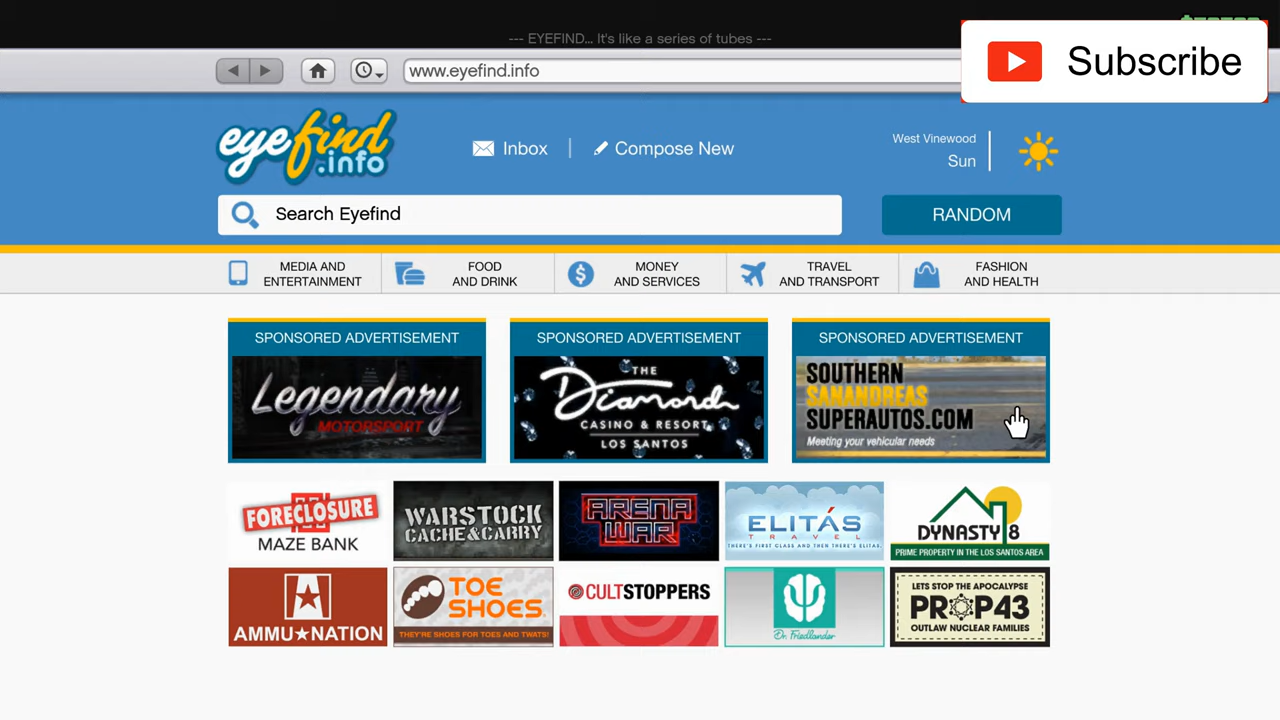 --- EYEFIND... It's like a series of tubes ---
www.eyefind.info
Subscribe
eyefind
.info
Inbox
Compose New
West Vinewood
Sun
Search Eyefind
RANDOM
MEDIA AND
ENTERTAINMENT
FOOD
AND DRINK
MONEY
AND SERVICES
TRAVEL
AND TRANSPORT
FASHION
AND HEALTH
SPONSORED ADVERTISEMENT
Legendary
MOTORSPORT
SPONSORED ADVERTISEMENT
THE
Diamond
CASINO & RESORT
LOS SANTOS
SPONSORED ADVERTISEMENT
SOUTHERN
SANANDREAS
SUPERAUTOS.COM
Meeting your vehicular needs
FORECLOSURE
MAZE BANK
WARSTOCK
CACHE&CARRY
ARENA
WAR
ELITÁS
TRAVEL
THERE'S FIRST CLASS AND THEN THERE'S ELITAS.
DYNASTY 8
PRIME PROPERTY IN THE LOS SANTOS AREA
AMMU★NATION
TOE
SHOES
THEY'RE SHOES FOR TOES AND TWATS!
CULTSTOPPERS
Dr. Friedlander
LETS STOP THE APOCALYPSE
PROP43
OUTLAW NUCLEAR FAMILIES